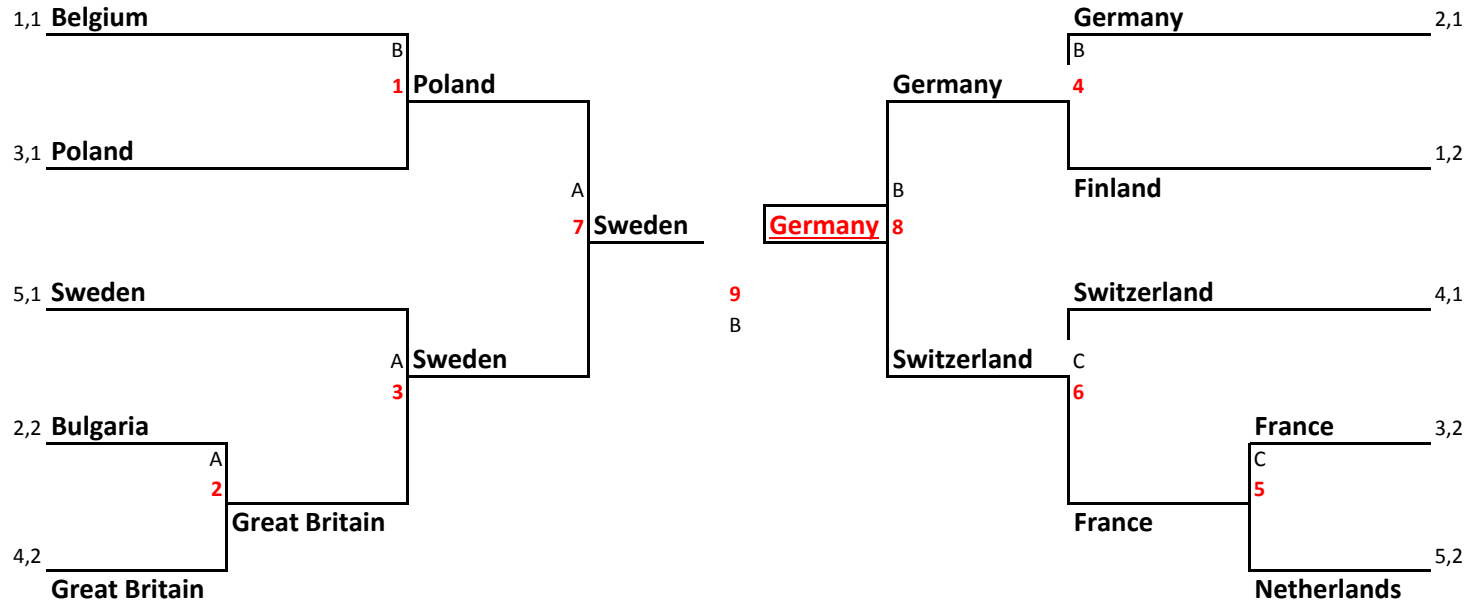 1,1 Belgium Germany 2,1
B B
1 Poland Germany 4
3,1 Poland 1,2
A B Finland
7 Sweden Germany 8
5,1 Sweden 9 Switzerland 4,1
B
A Sweden Switzerland C
3 6
2,2 Bulgaria France 3,2
A C
2 5
Great Britain France
4,2 5,2
Great Britain Netherlands